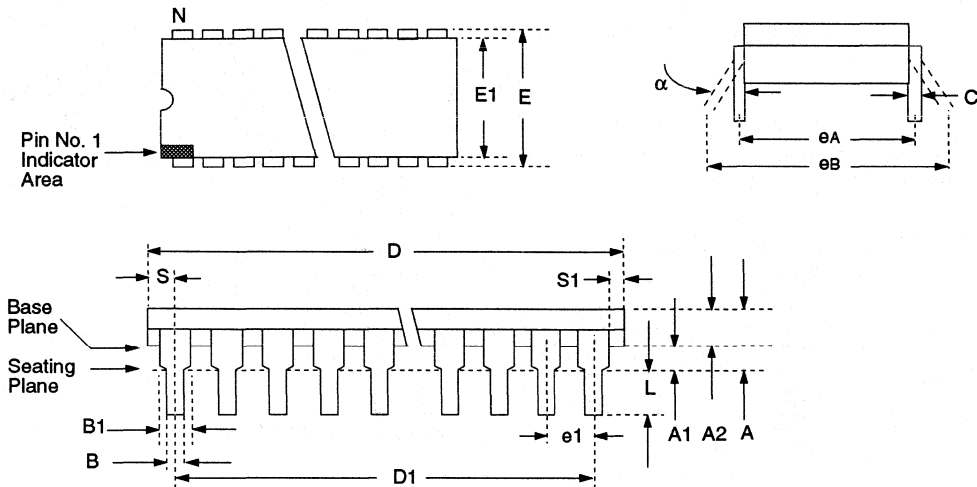 N
E1
E
Pin No. 1
Indicator
Area
α
C
eA
eB
D
S
S1
Base
Plane
Seating
Plane
L
B1
e1
A1
A2
A
B
D1